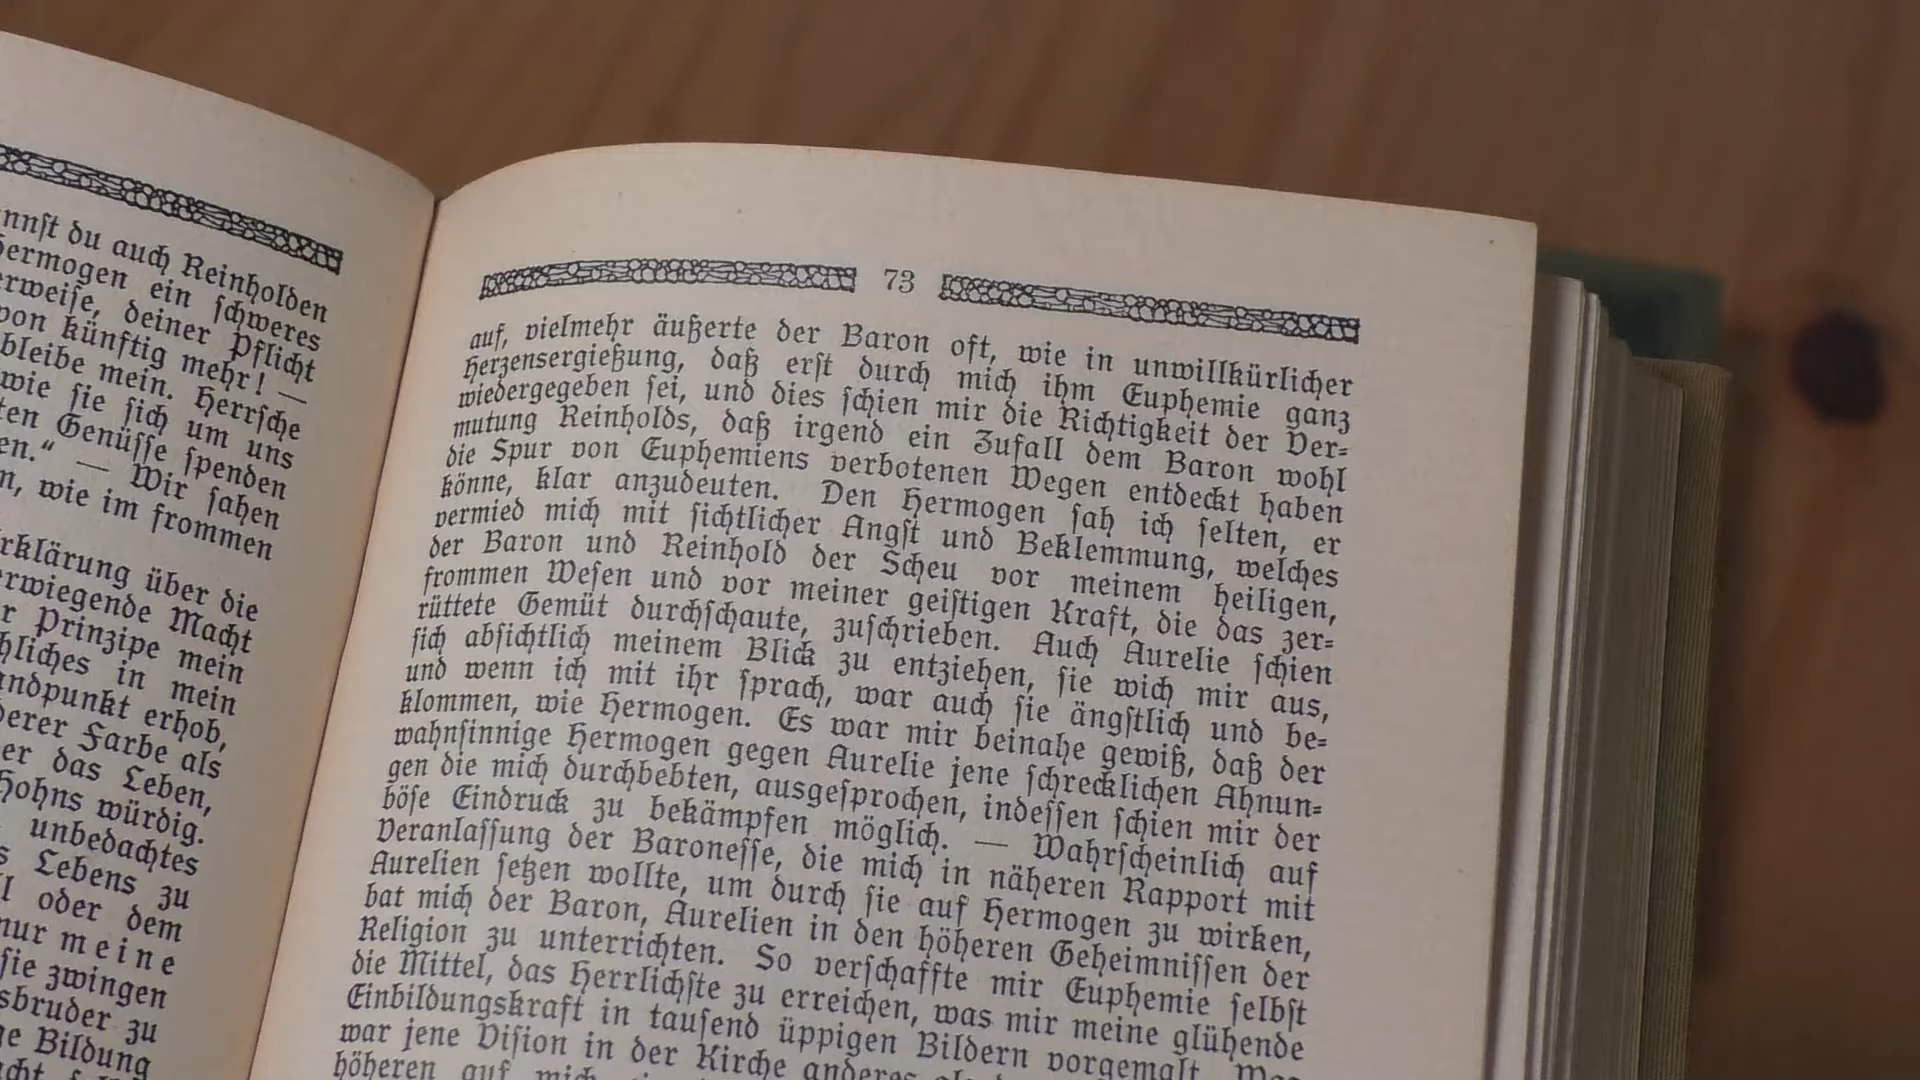 nnſt du auch Reinholden
Hermogen ein ſchweres
rweiſe, deiner Pflicht
von künftig mehr! —
bleibe mein. Herrſche
wie ſie ſich um uns
ten Genüſſe ſpenden
en.“ — Wir ſahen
n, wie im frommen
rklärung über die
erwiegende Macht
r Prinzipe mein
hliches in mein
andpunkt erhob,
derer Farbe als
er das Leben,
Hohns würdig.
unbedachtes
s Lebens zu
l oder dem
nur meine
ſie zwingen
sbruder zu
ge Bildung
73
auf, vielmehr äußerte der Baron oft, wie in unwillkürlicher
Herzensergießung, daß erſt durch mich ihm Euphemie ganz
wiedergegeben ſei, und dies ſchien mir die Richtigkeit der Ver-
mutung Reinholds, daß irgend ein Zufall dem Baron wohl
die Spur von Euphemiens verbotenen Wegen entdeckt haben
könne, klar anzudeuten. Den Hermogen ſah ich ſelten, er
vermied mich mit ſichtlicher Angſt und Beklemmung, welches
der Baron und Reinhold der Scheu vor meinem heiligen,
frommen Weſen und vor meiner geiſtigen Kraft, die das zer-
rüttete Gemüt durchſchaute, zuſchrieben. Auch Aurelie ſchien
ſich abſichtlich meinem Blick zu entziehen, ſie wich mir aus,
und wenn ich mit ihr ſprach, war auch ſie ängſtlich und be-
klommen, wie Hermogen. Es war mir beinahe gewiß, daß der
wahnſinnige Hermogen gegen Aurelie jene ſchrecklichen Ahnun-
gen die mich durchbebten, ausgeſprochen, indeſſen ſchien mir der
böſe Eindruck zu bekämpfen möglich. — Wahrſcheinlich auf
Veranlaſſung der Baroneſſe, die mich in näheren Rapport mit
Aurelien ſetzen wollte, um durch ſie auf Hermogen zu wirken,
bat mich der Baron, Aurelien in den höheren Geheimniſſen der
Religion zu unterrichten. So verſchaffte mir Euphemie ſelbſt
die Mittel, das Herrlichſte zu erreichen, was mir meine glühende
Einbildungskraft in tauſend üppigen Bildern vorgemalt.
war jene Viſion in der Kirche anderes
höheren auf mich